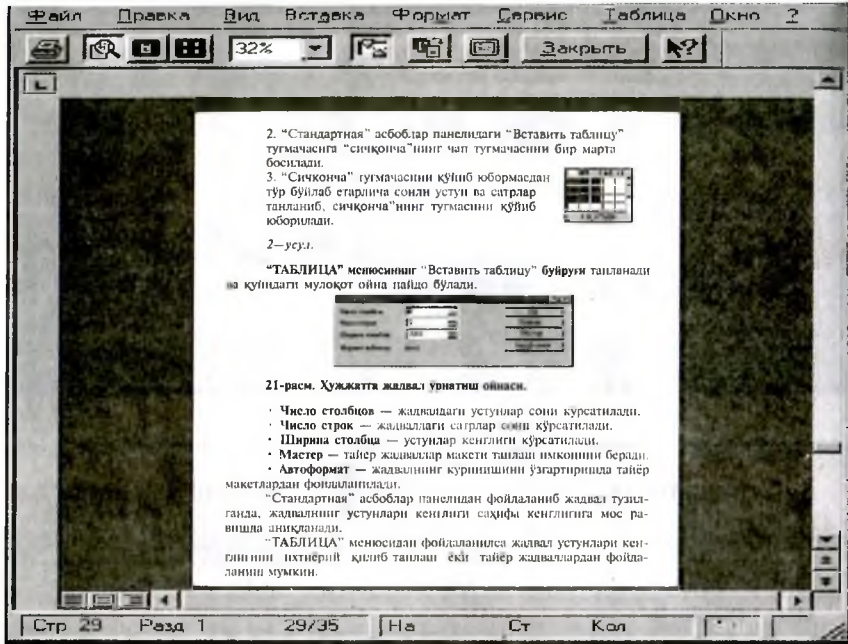 Файл Правка Вид Вставка Формат Сервис Таблица Окно ?
32% Закрыть
2. “Стандартная” асбоблар панелидаги “Вставить таблицу”
тугмачасига “сичқонча”нинг чап тугмачасини бир марта
босилади.
3. “Сичқонча” тугмачасини қўйиб юбормасдан
тўр бўйлаб етарлича сонли устун ва сатрлар
танланиб, сичқонча”нинг тугмасини қўйиб
юборилади.
2—усул.
“ТАБЛИЦА” менюсининг “Вставить таблицу” буйруғи танланади
ва қуйидаги мулоқот ойна пайдо бўлади.
21-расм. Ҳужжатга жадвал ўрнатиш ойнаси.
· Число столбцов — жадвалдаги устунлар сони кўрсатилади.
· Число строк — жадваллаги сатрлар сони кўрсатилади.
· Ширина столбца — устунлар кенглиги кўрсатилади.
· Мастер — тайёр жадваллар макети танлаш имконини беради.
· Автоформат — жадвалнинг куриниишини ўзгартиришда тайёр
макетлардан фойдаланилади.
“Стандартная” асбоблар панелидан фойдаланиб жадвал тузил-
ганда, жадвалнинг устунлари кенглиги саҳифа кенглигига мос ра-
вишда аниқланади.
“ТАБЛИЦА” менюсидан фойдаланилса жадвал устунлари кен-
глигини ихтиёрий қилиб танлаш ёки тайёр жадваллардан фойда-
ланиш мумкин.
Стр 29 Разд 1 29/35 На Ст Кол